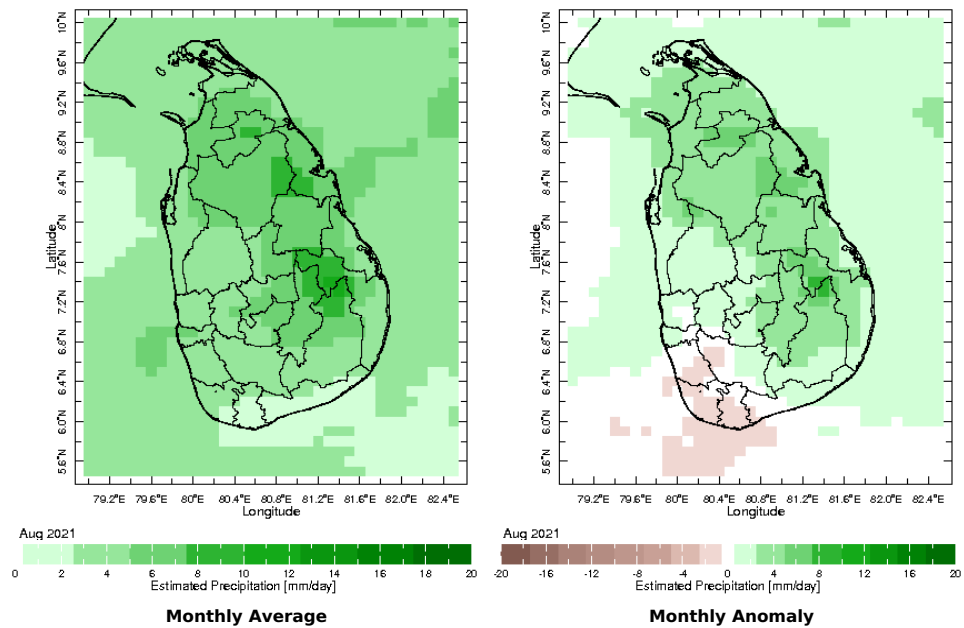 10°N
9.6°N
9.2°N
8.8°N
8.4°N
8°N
7.6°N
7.2°N
6.8°N
6.4°N
6.0°N
5.6°N
Latitude
79.2°E 79.6°E 80°E 80.4°E 80.8°E 81.2°E 81.6°E 82.0°E 82.4°E
Longitude
Aug 2021
0 2 4 6 8 10 12 14 16 18 20
Estimated Precipitation [mm/day]
Monthly Average
10°N
9.6°N
9.2°N
8.8°N
8.4°N
8°N
7.6°N
7.2°N
6.8°N
6.4°N
6.0°N
5.6°N
Latitude
79.2°E 79.6°E 80°E 80.4°E 80.8°E 81.2°E 81.6°E 82.0°E 82.4°E
Longitude
Aug 2021
-20 -16 -12 -8 -4 0 4 8 12 16 20
Estimated Precipitation [mm/day]
Monthly Anomaly